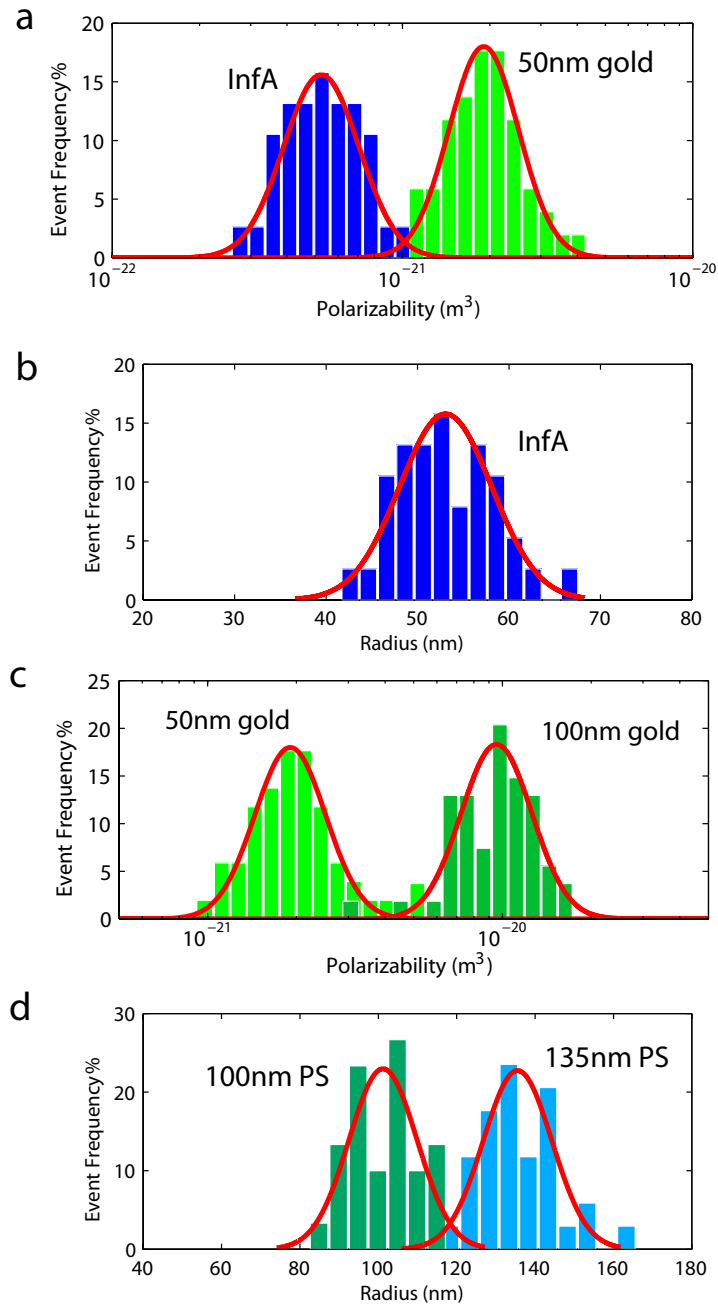 a
20
15
10
5
0
Event Frequency%
InfA
50nm gold
10⁻²² 10⁻²¹ 10⁻²⁰
Polarizability (m³)
b
20
15
10
5
0
Event Frequency%
InfA
20 30 40 50 60 70 80
Radius (nm)
c
25
20
15
10
5
0
Event Frequency%
50nm gold
100nm gold
10⁻²¹ 10⁻²⁰
Polarizability (m³)
d
30
20
10
0
Event Frequency%
100nm PS
135nm PS
40 60 80 100 120 140 160 180
Radius (nm)